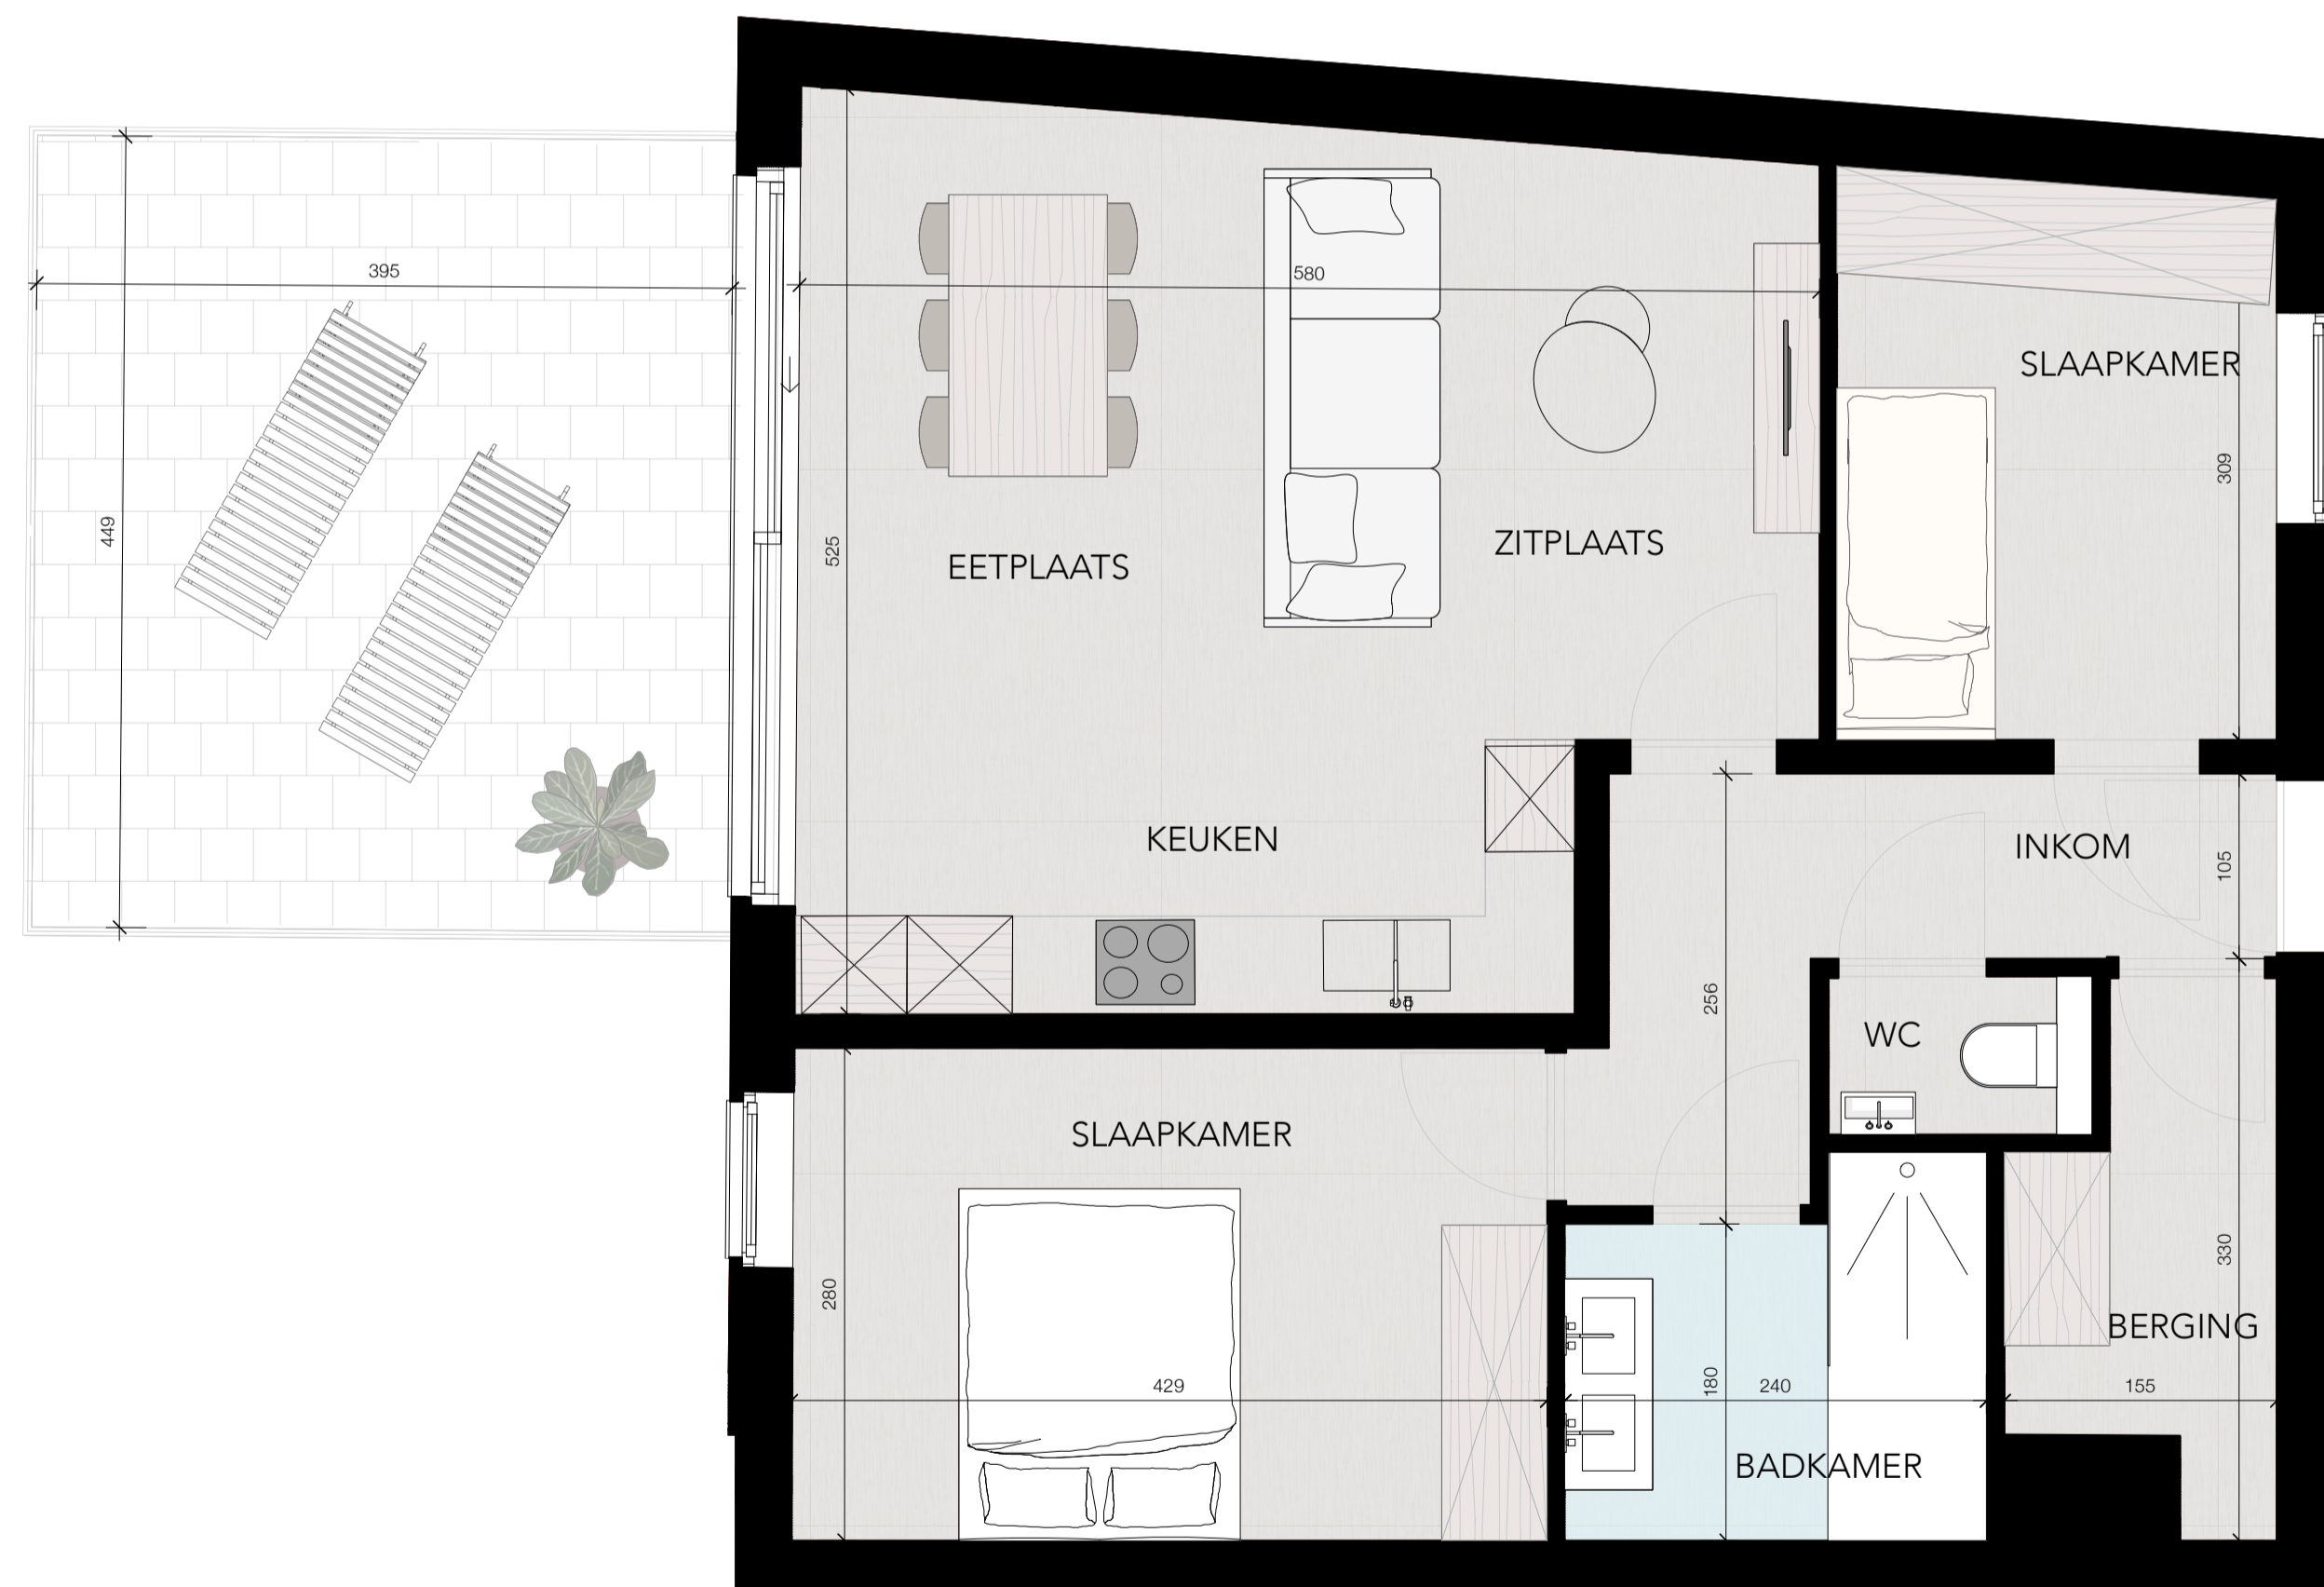 395
580
SLAAPKAMER
309
449
525
EETPLAATS
ZITPLAATS
KEUKEN
INKOM
105
256
WC
SLAAPKAMER
280
330
BERGING
429
180
240
155
BADKAMER